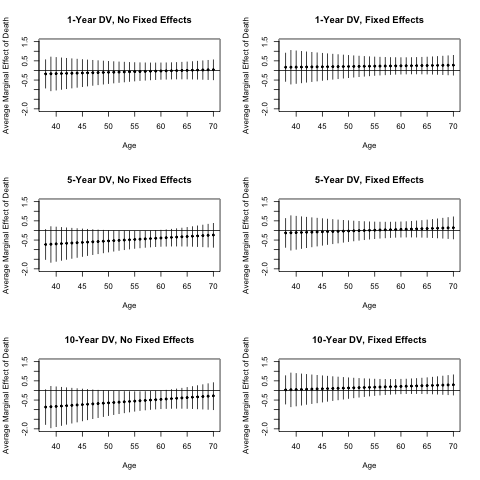 1-Year DV, No Fixed Effects
Average Marginal Effect of Death
1.5
0.5
-0.5
-2.0
40 45 50 55 60 65 70
Age
1-Year DV, Fixed Effects
Average Marginal Effect of Death
1.5
0.5
-0.5
-2.0
40 45 50 55 60 65 70
Age
5-Year DV, No Fixed Effects
Average Marginal Effect of Death
1.5
0.5
-0.5
-2.0
40 45 50 55 60 65 70
Age
5-Year DV, Fixed Effects
Average Marginal Effect of Death
1.5
0.5
-0.5
-2.0
40 45 50 55 60 65 70
Age
10-Year DV, No Fixed Effects
Average Marginal Effect of Death
1.5
0.5
-0.5
-2.0
40 45 50 55 60 65 70
Age
10-Year DV, Fixed Effects
Average Marginal Effect of Death
1.5
0.5
-0.5
-2.0
40 45 50 55 60 65 70
Age